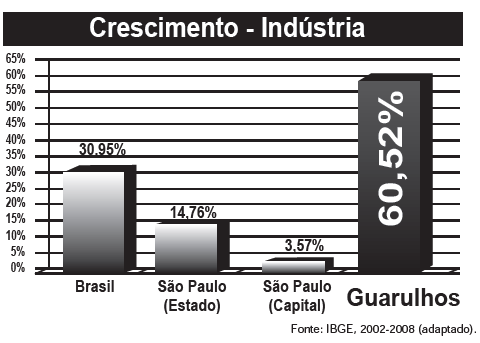 Crescimento - Indústria
65%
60%
55%
50%
45%
40%
35%
30%
25%
20%
15%
10%
5%
0%
30,95%
14,76%
3,57%
60,52%
Brasil
São Paulo
(Estado)
São Paulo
(Capital)
Guarulhos
Fonte: IBGE, 2002-2008 (adaptado).